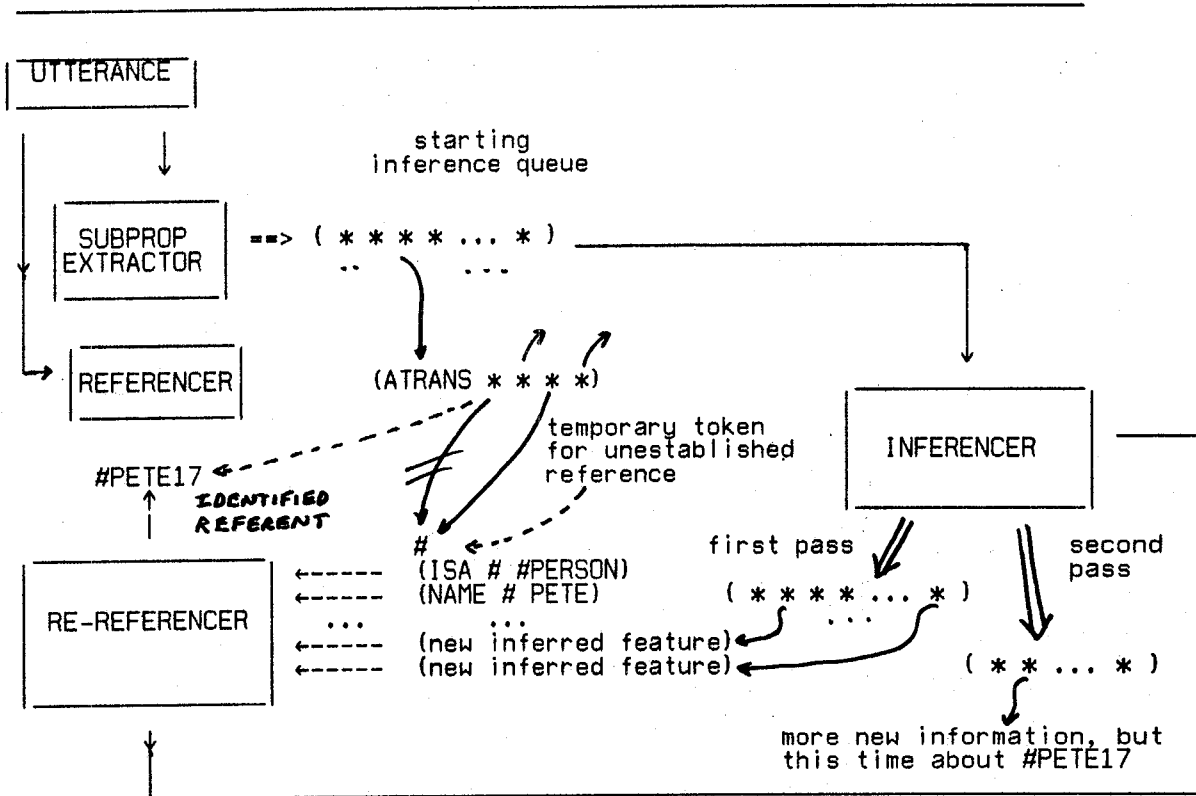 UTTERANCE
starting
inference queue
SUBPROP
EXTRACTOR
==> ( * * * * ... * )
.. ...
REFERENCER
(ATRANS * * * *)
temporary token
for unestablished
reference
INFERENCER
#PETE17
IDENTIFIED
REFERENT
#
(ISA # #PERSON)
(NAME # PETE)
... ...
(new inferred feature)
(new inferred feature)
RE-REFERENCER
first pass
( * * * * ... * )
...
second
pass
( * * ... * )
more new information, but
this time about #PETE17